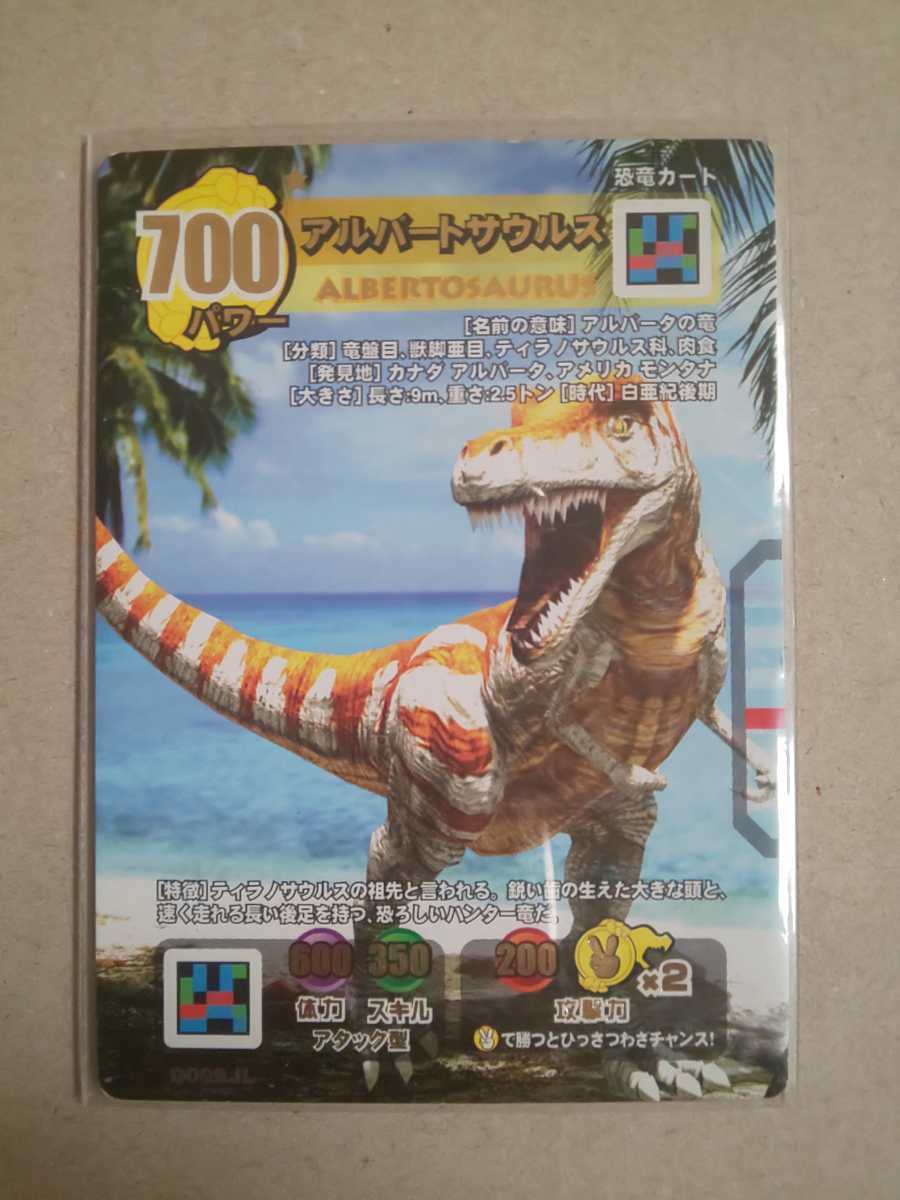 恐竜カート
700
パワー
アルバートサウルス
ALBERTOSAURUS
[名前の意味] アルバータの竜
[分類] 竜盤目、獣脚亜目、ティラノサウルス科、肉食
[発見地] カナダ アルバータ、アメリカ モンタナ
[大きさ] 長さ:9m、重さ:2.5トン [時代] 白亜紀後期
[特徴] ティラノサウルスの祖先と言われる。鋭い歯の生えた大きな頭と、
速く走れる長い後足を持つ、恐ろしいハンター竜だ。
600 350 200 x2
体力 スキル 攻撃力
アタック型
で勝つとひっさつわざチャンス!